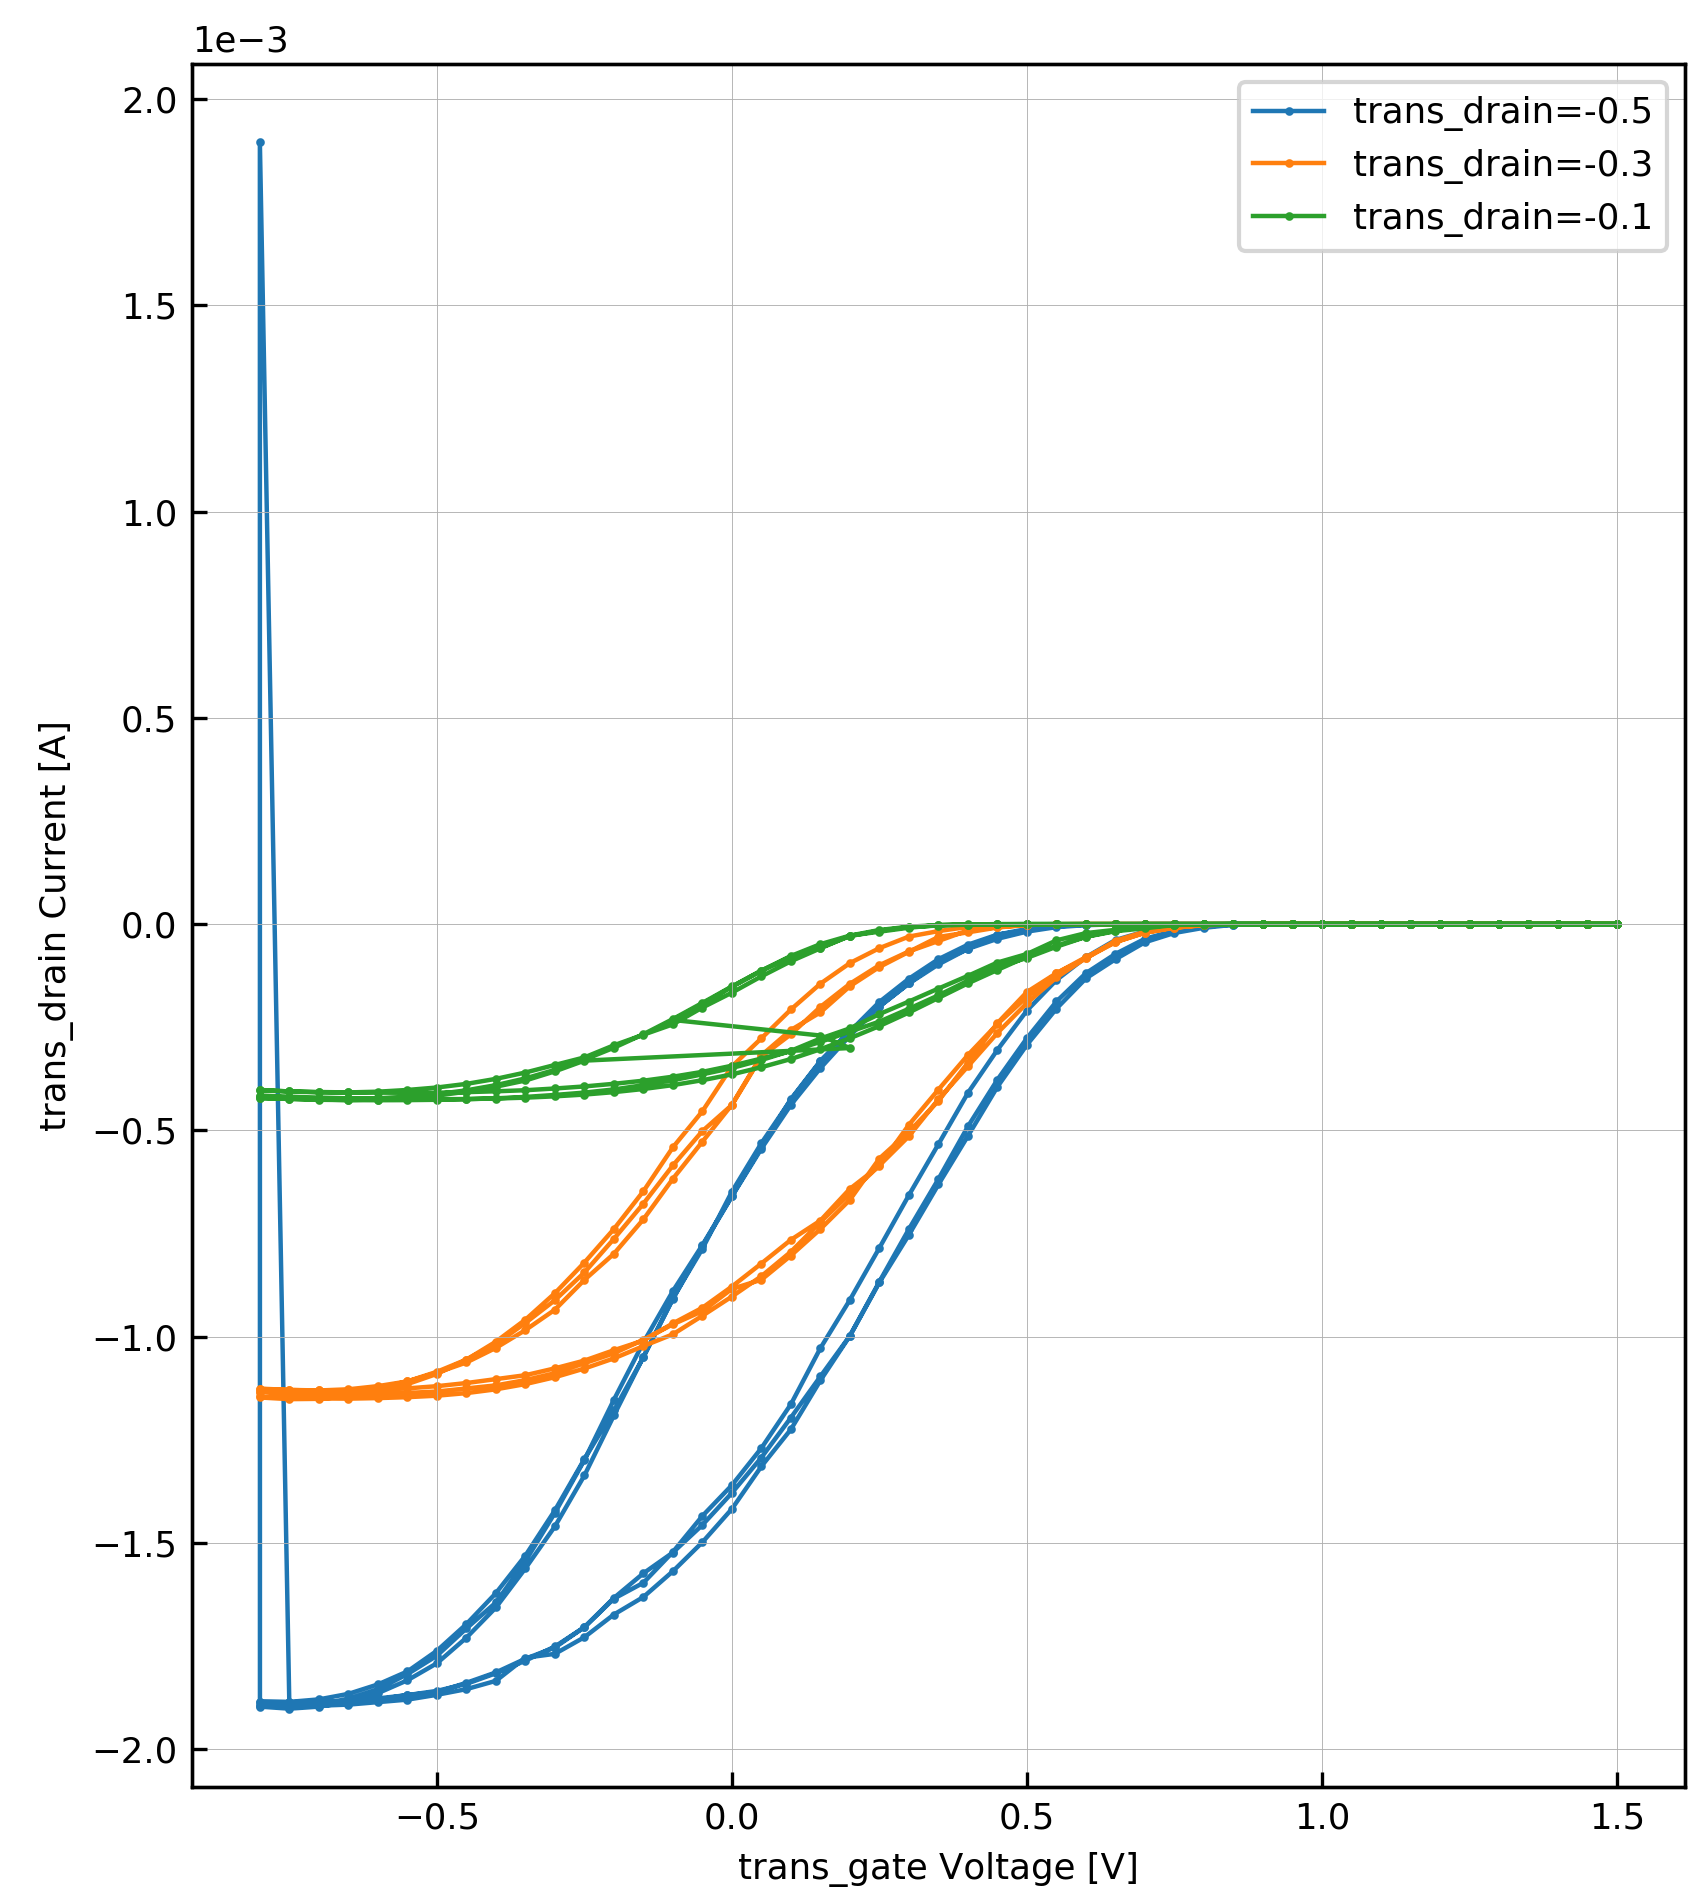 1e−3
2.0
1.5
1.0
0.5
0.0
−0.5
−1.0
−1.5
−2.0
trans_drain Current [A]
trans_drain=-0.5
trans_drain=-0.3
trans_drain=-0.1
−0.5 0.0 0.5 1.0 1.5
trans_gate Voltage [V]